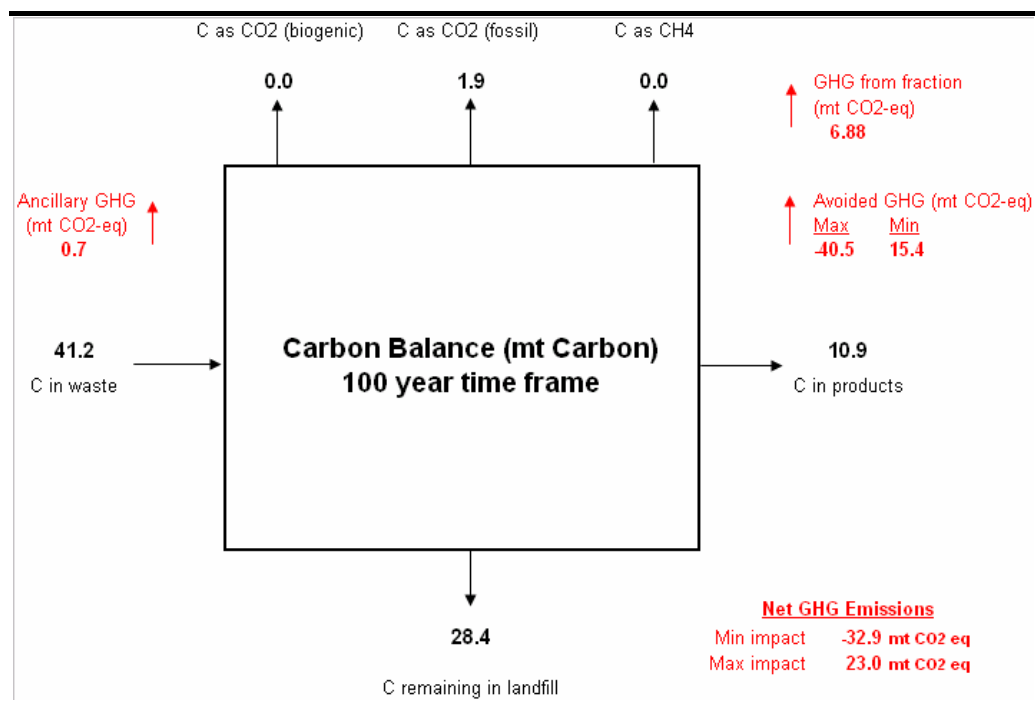 C as CO2 (biogenic) C as CO2 (fossil) C as CH4
0.0 1.9 0.0
GHG from fraction
(mt CO2-eq)
6.88
Ancillary GHG
(mt CO2-eq)
0.7
Avoided GHG (mt CO2-eq)
Max Min
-40.5 15.4
41.2
C in waste
Carbon Balance (mt Carbon)
100 year time frame
10.9
C in products
28.4
C remaining in landfill
Net GHG Emissions
Min impact -32.9 mt CO2 eq
Max impact 23.0 mt CO2 eq